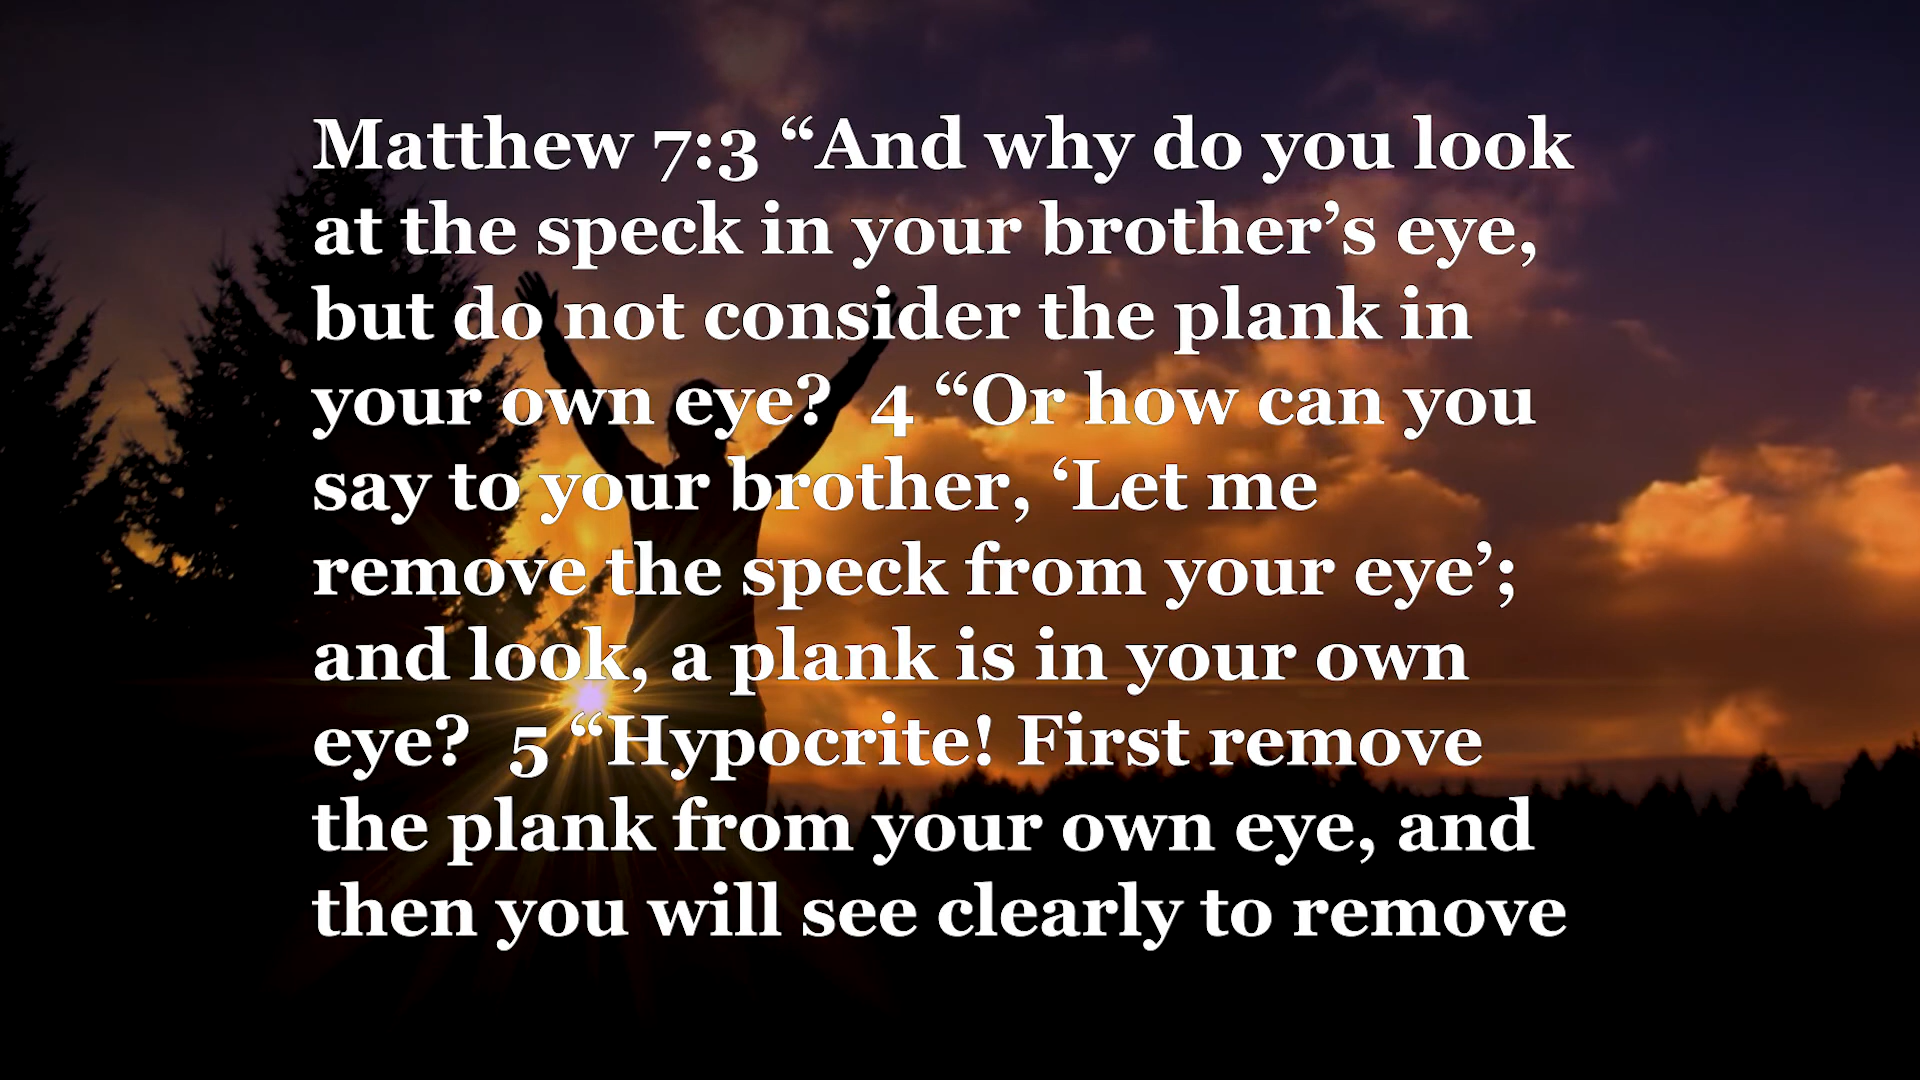 Matthew 7:3 “And why do you look
at the speck in your brother’s eye,
but do not consider the plank in
your own eye?  4 “Or how can you
say to your brother, ‘Let me
remove the speck from your eye’;
and look, a plank is in your own
eye?  5 “Hypocrite! First remove
the plank from your own eye, and
then you will see clearly to remove